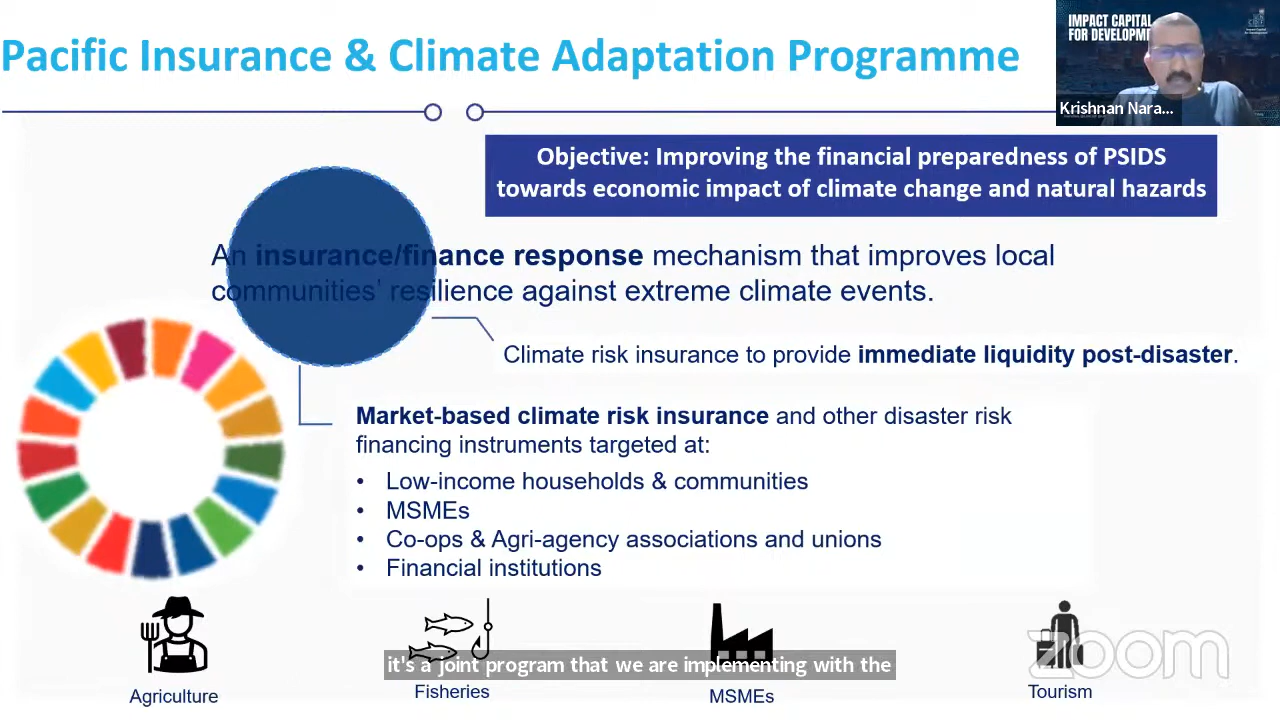 Pacific Insurance & Climate Adaptation Programme
IMPACT CAPITAL
FOR DEVELOPM
Krishnan Nara...
Objective: Improving the financial preparedness of PSIDS
towards economic impact of climate change and natural hazards
An insurance/finance response mechanism that improves local
communities' resilience against extreme climate events.
Climate risk insurance to provide immediate liquidity post-disaster.
Market-based climate risk insurance and other disaster risk
financing instruments targeted at:
• Low-income households & communities
• MSMEs
• Co-ops & Agri-agency associations and unions
• Financial institutions
zoom
it's a joint program that we are implementing with the
Agriculture
Fisheries
MSMEs
Tourism